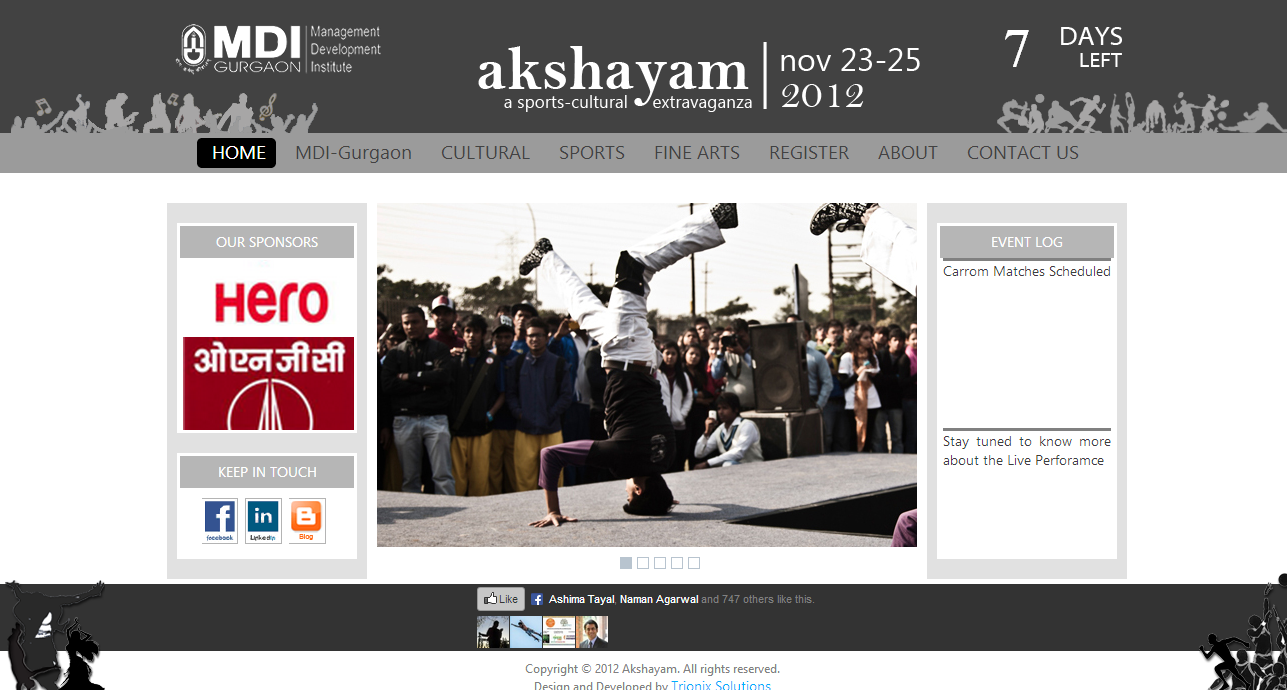 MDI
GURGAON
Management
Development
Institute
akshayam
a sports-cultural extravaganza
nov 23-25
2012
7 DAYS
LEFT
HOME MDI-Gurgaon CULTURAL SPORTS FINE ARTS REGISTER ABOUT CONTACT US
OUR SPONSORS
Hero
ओएनजीसी
KEEP IN TOUCH
facebook LinkedIn Blog
EVENT LOG
Carrom Matches Scheduled
Stay tuned to know more
about the Live Perforamce
Like Ashima Tayal, Naman Agarwal and 747 others like this.
Copyright © 2012 Akshayam. All rights reserved.
Design and Developed by Trionix Solutions